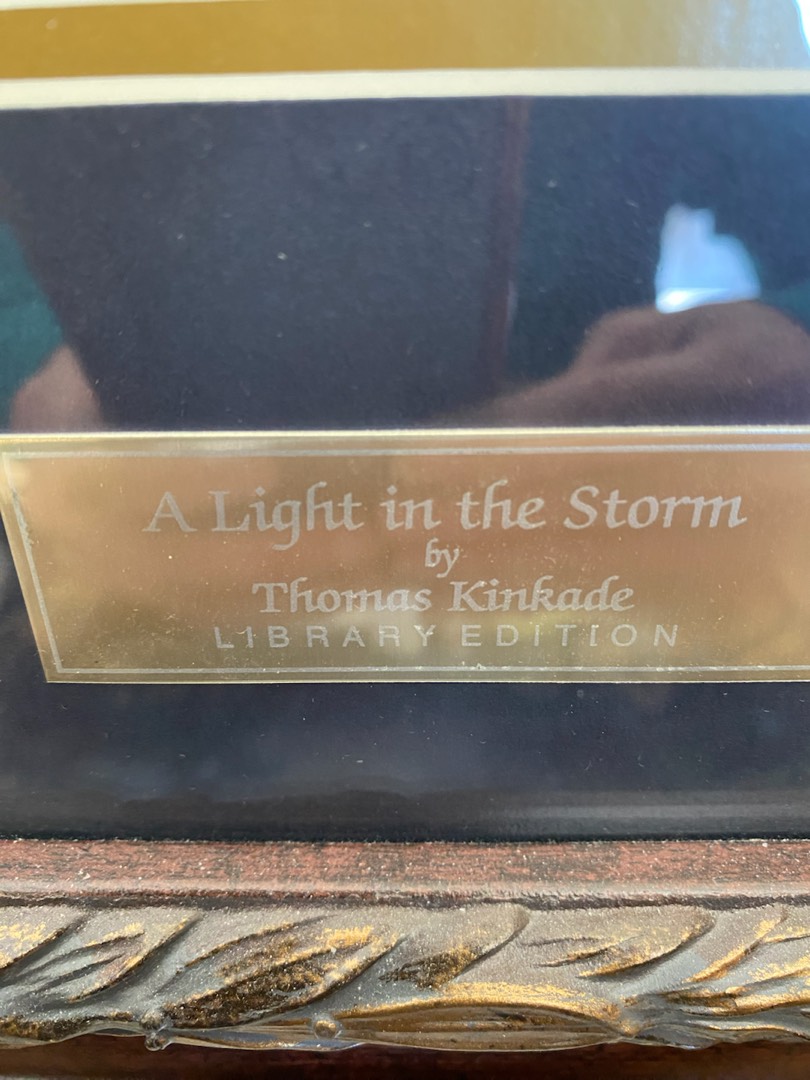 A Light in the Storm
by
Thomas Kinkade
LIBRARY EDITION